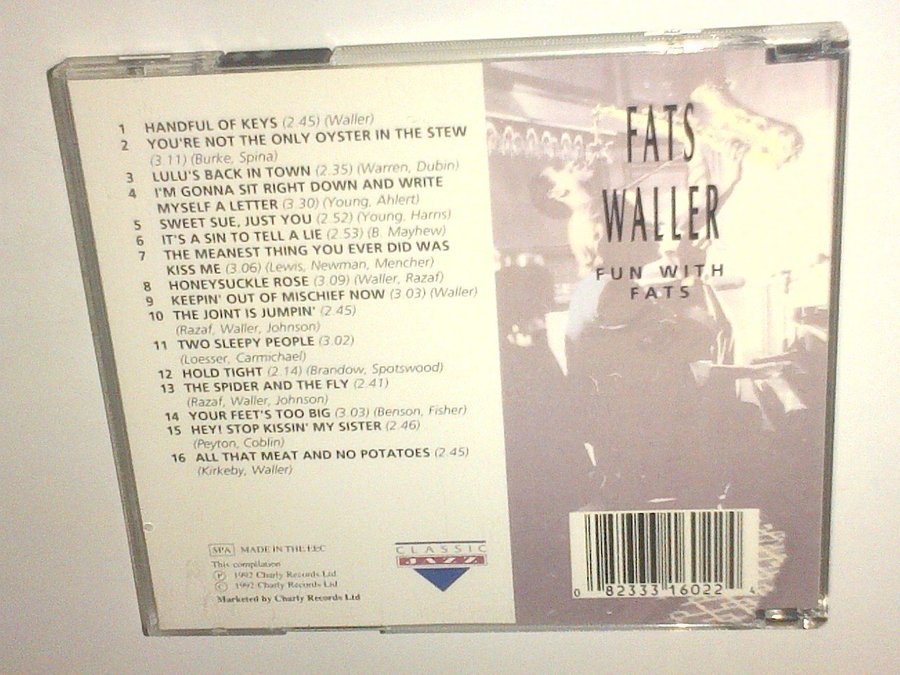 1 HANDFUL OF KEYS (2.45) (Waller)
2 YOU'RE NOT THE ONLY OYSTER IN THE STEW
(3.11) (Burke, Spina)
3 LULU'S BACK IN TOWN (2.35) (Warren, Dubin)
4 I'M GONNA SIT RIGHT DOWN AND WRITE
MYSELF A LETTER (3.30) (Young, Ahlert)
5 SWEET SUE, JUST YOU (2.52) (Young. Harris)
6 IT'S A SIN TO TELL A LIE (2.53) (B. Mayhew)
7 THE MEANEST THING YOU EVER DID WAS
KISS ME (3.06) (Lewis, Newman, Mencher)
8 HONEYSUCKLE ROSE (3.09) (Waller, Razaf)
9 KEEPIN' OUT OF MISCHIEF NOW (3.03) (Waller)
10 THE JOINT IS JUMPIN' (2.45)
(Razaf, Waller, Johnson)
11 TWO SLEEPY PEOPLE (3.02)
(Loesser, Carmichael)
12 HOLD TIGHT (2.14) (Brandow, Spotswood)
13 THE SPIDER AND THE FLY (2.41)
(Razaf, Waller, Johnson)
14 YOUR FEET'S TOO BIG (3.03) (Benson, Fisher)
15 HEY! STOP KISSIN' MY SISTER (2.46)
(Peyton, Coblin)
16 ALL THAT MEAT AND NO POTATOES (2.45)
(Kirkeby, Waller)
SPA MADE IN THE EEC
This compilation
Ⓟ 1992 Charly Records Ltd
© 1992 Charly Records Ltd
Marketed by Charly Records Ltd
CLASSIC
JAZZ
FATS
WALLER
FUN WITH
FATS
0 82333 16022 4